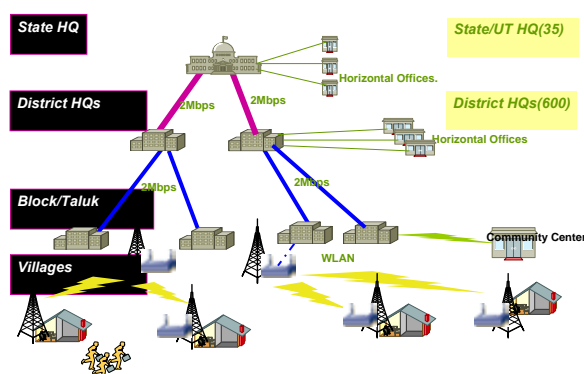 State HQ
State/UT HQ(35)
Horizontal Offices.
2Mbps
2Mbps
District HQs
District HQs(600)
Horizontal Offices
2Mbps
2Mbps
Block/Taluk
Community Center
WLAN
Villages